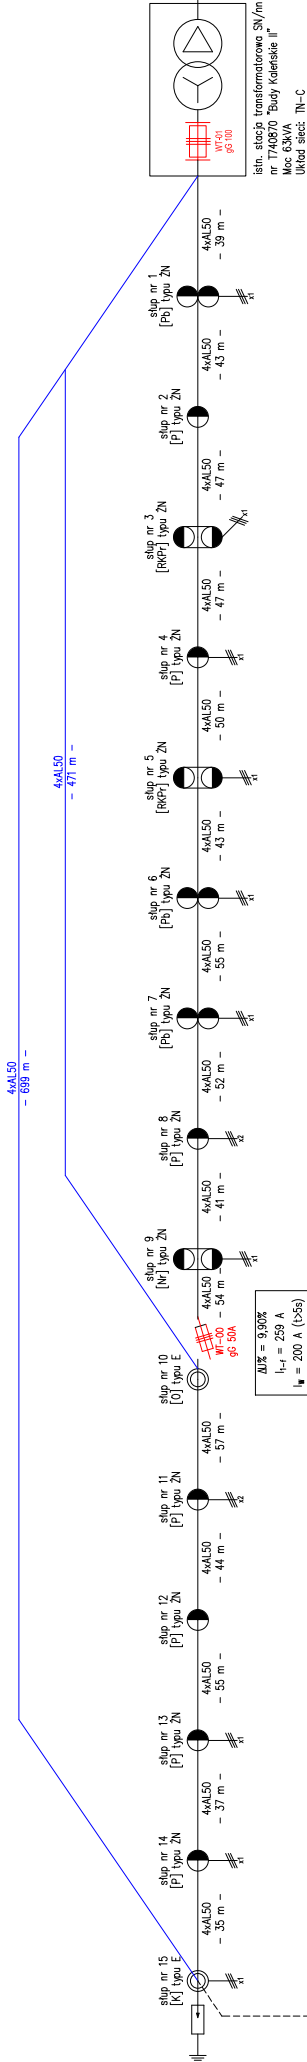 istn. stacja transformatorowa SN/nn
nr T740870 "Budy Kaleńskie II"
Moc 63kVA
Układ sieci: TN-C
WT-01
gG 100
4xAL50
- 39 m -
słup nr 1
[Pb] typu ŻN
x1
4xAL50
- 43 m -
słup nr 2
[P] typu ŻN
4xAL50
- 47 m -
słup nr 3
[RKPr] typu ŻN
x1
4xAL50
- 47 m -
słup nr 4
[P] typu ŻN
x1
4xAL50
- 50 m -
słup nr 5
[RKPr] typu ŻN
x1
4xAL50
- 43 m -
słup nr 6
[Pb] typu ŻN
x1
4xAL50
- 55 m -
słup nr 7
[Pb] typu ŻN
x1
4xAL50
- 52 m -
słup nr 8
[P] typu ŻN
x2
4xAL50
- 41 m -
słup nr 9
[Nr] typu ŻN
x1
4xAL50
- 54 m -
WT-00
gG 50A
słup nr 10
[O] typu E
4xAL50
- 57 m -
słup nr 11
[P] typu ŻN
x2
4xAL50
- 44 m -
słup nr 12
[P] typu ŻN
4xAL50
- 55 m -
słup nr 13
[P] typu ŻN
x1
4xAL50
- 37 m -
słup nr 14
[P] typu ŻN
x1
4xAL50
- 35 m -
słup nr 15
[K] typu E
x1
4xAL50
- 471 m -
4xAL50
- 699 m -
ΔU% = 9,90%
I1-f = 259 A
Iw = 200 A (t>5s)